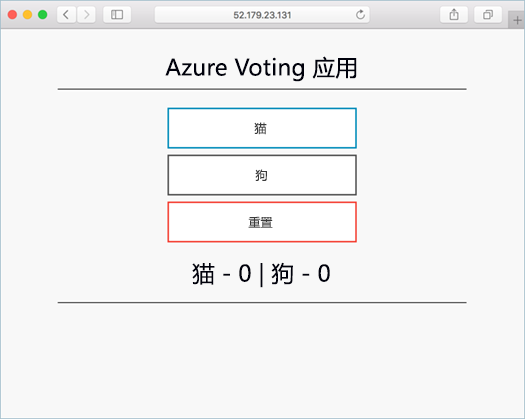 52.179.23.131
Azure Voting 应用
猫
狗
重置
猫 - 0 | 狗 - 0